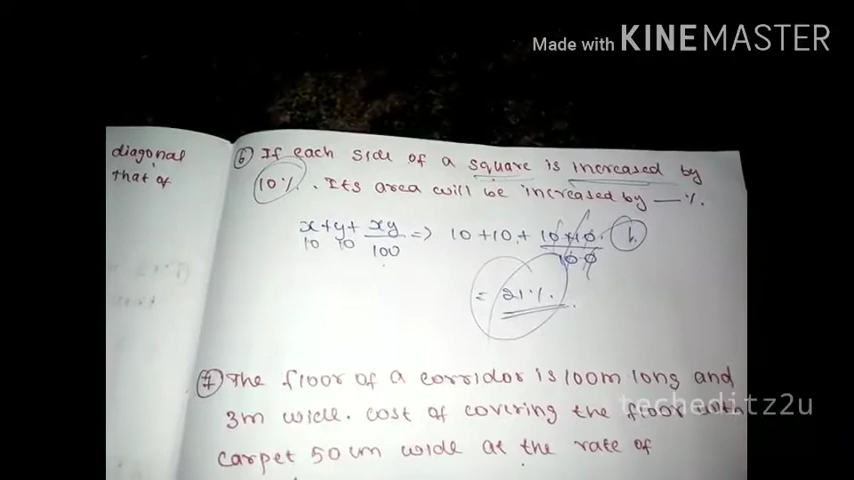 Made with KINEMASTER
diagonal
that of
6 If each side of a square is increased by
10%. Its area will be increased by — %.
x+y+ xy/100 => 10+10+ 10*10/100 1
10 10
= 21%.
7 The floor of a corridor is 100m long and
3m wide. cost of covering the floor with
carpet 50 cm wide at the rate of
techeditz2u